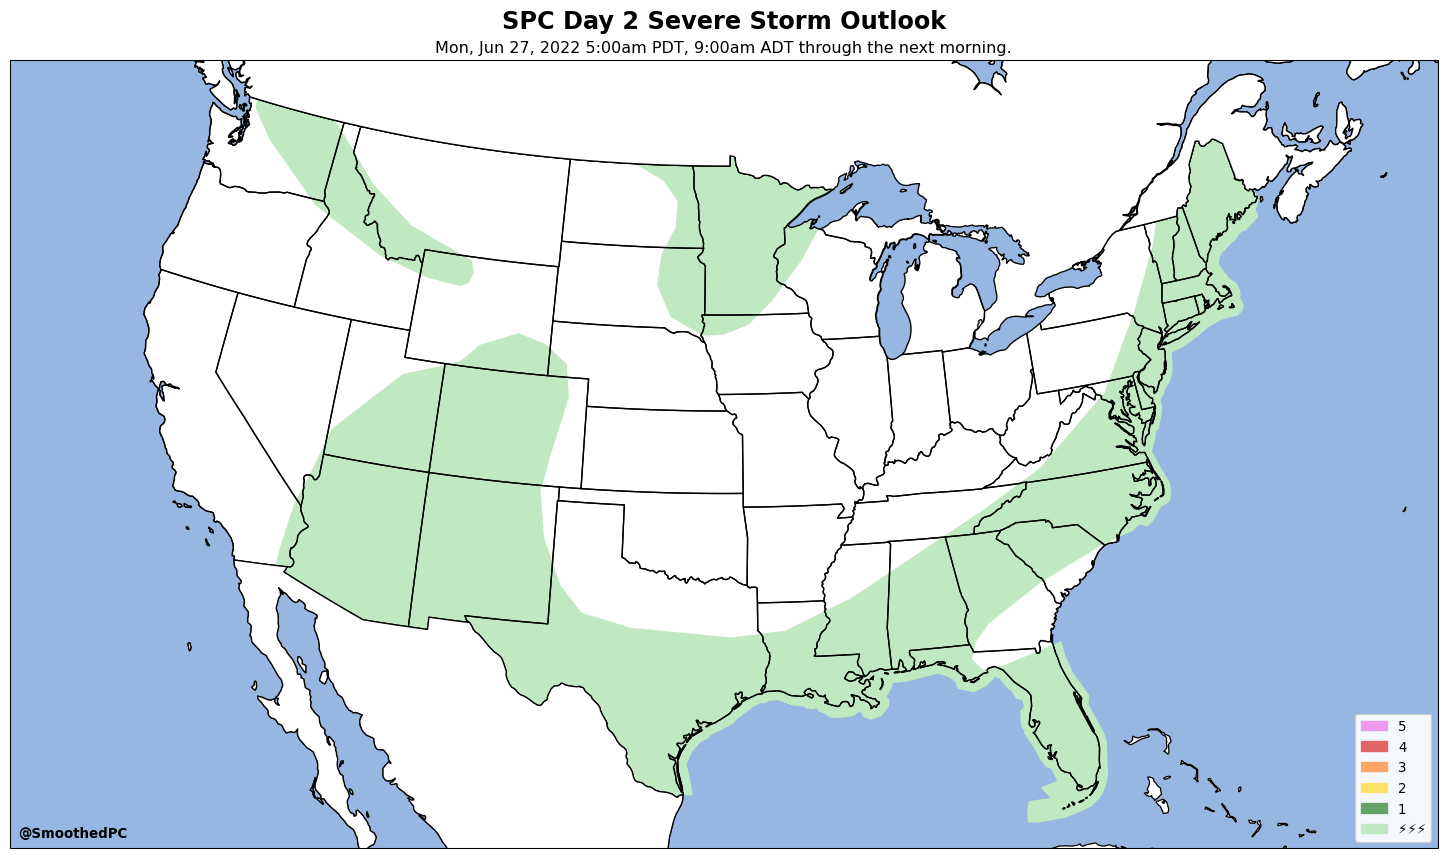 SPC Day 2 Severe Storm Outlook
Mon, Jun 27, 2022 5:00am PDT, 9:00am ADT through the next morning.
5
4
3
2
1
⚡⚡⚡
@SmoothedPC